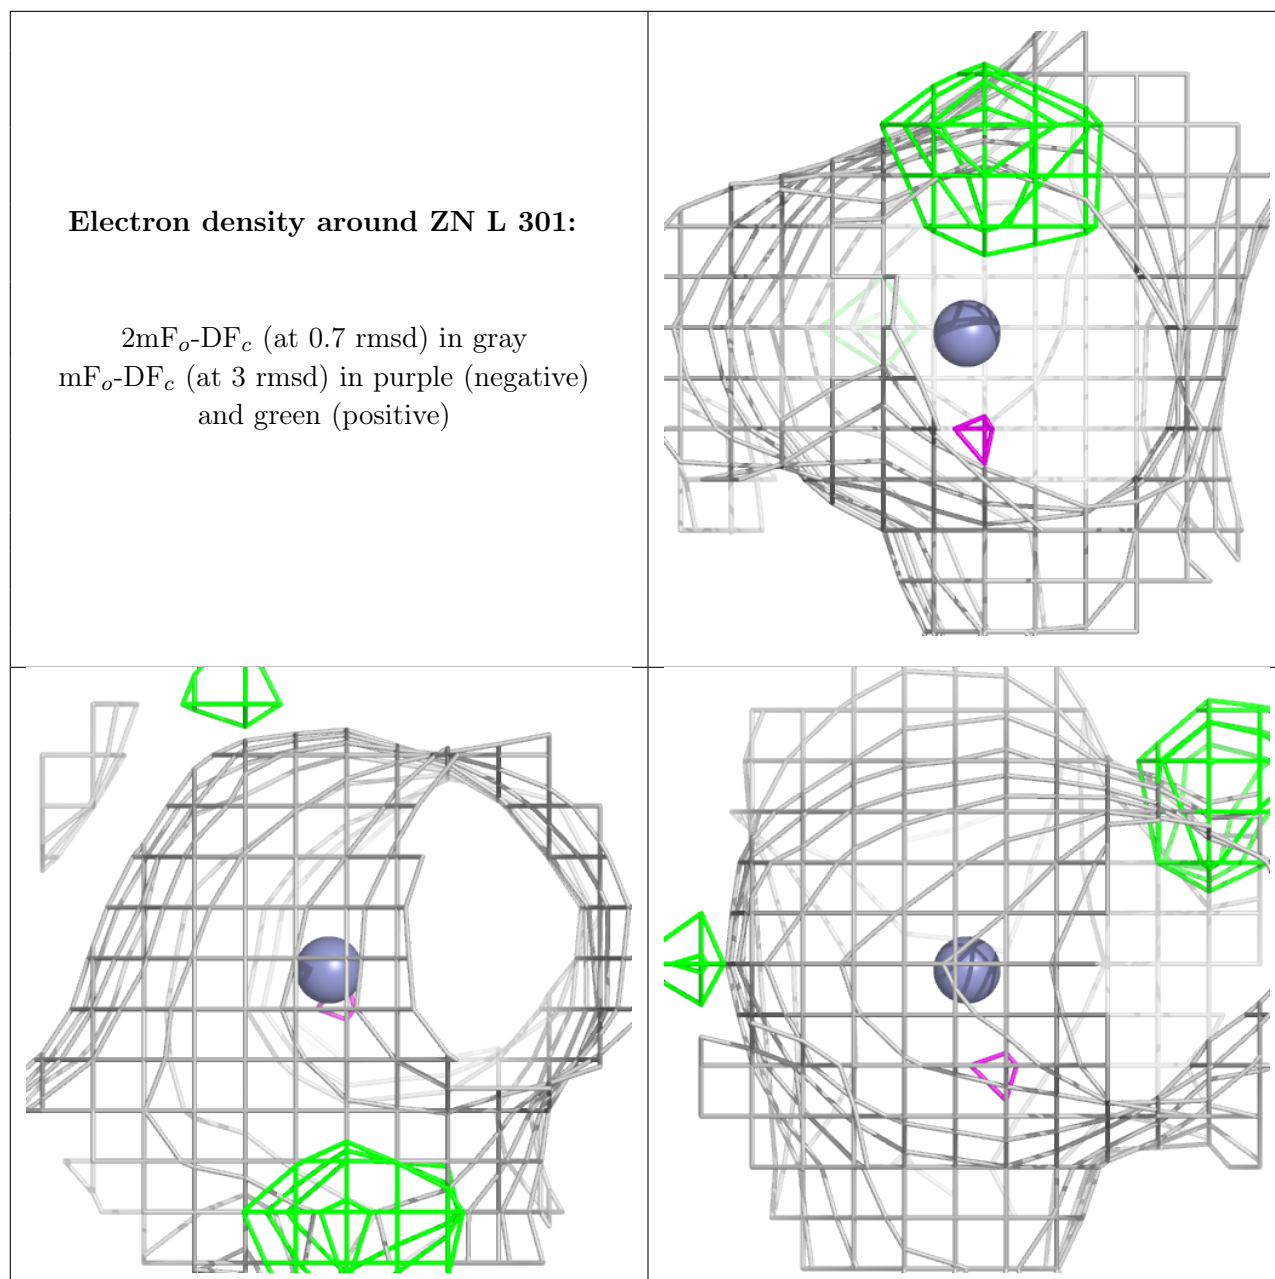 Electron density around ZN L 301:
2mF$_o$-DF$_c$ (at 0.7 rmsd) in gray
mF$_o$-DF$_c$ (at 3 rmsd) in purple (negative)
and green (positive)